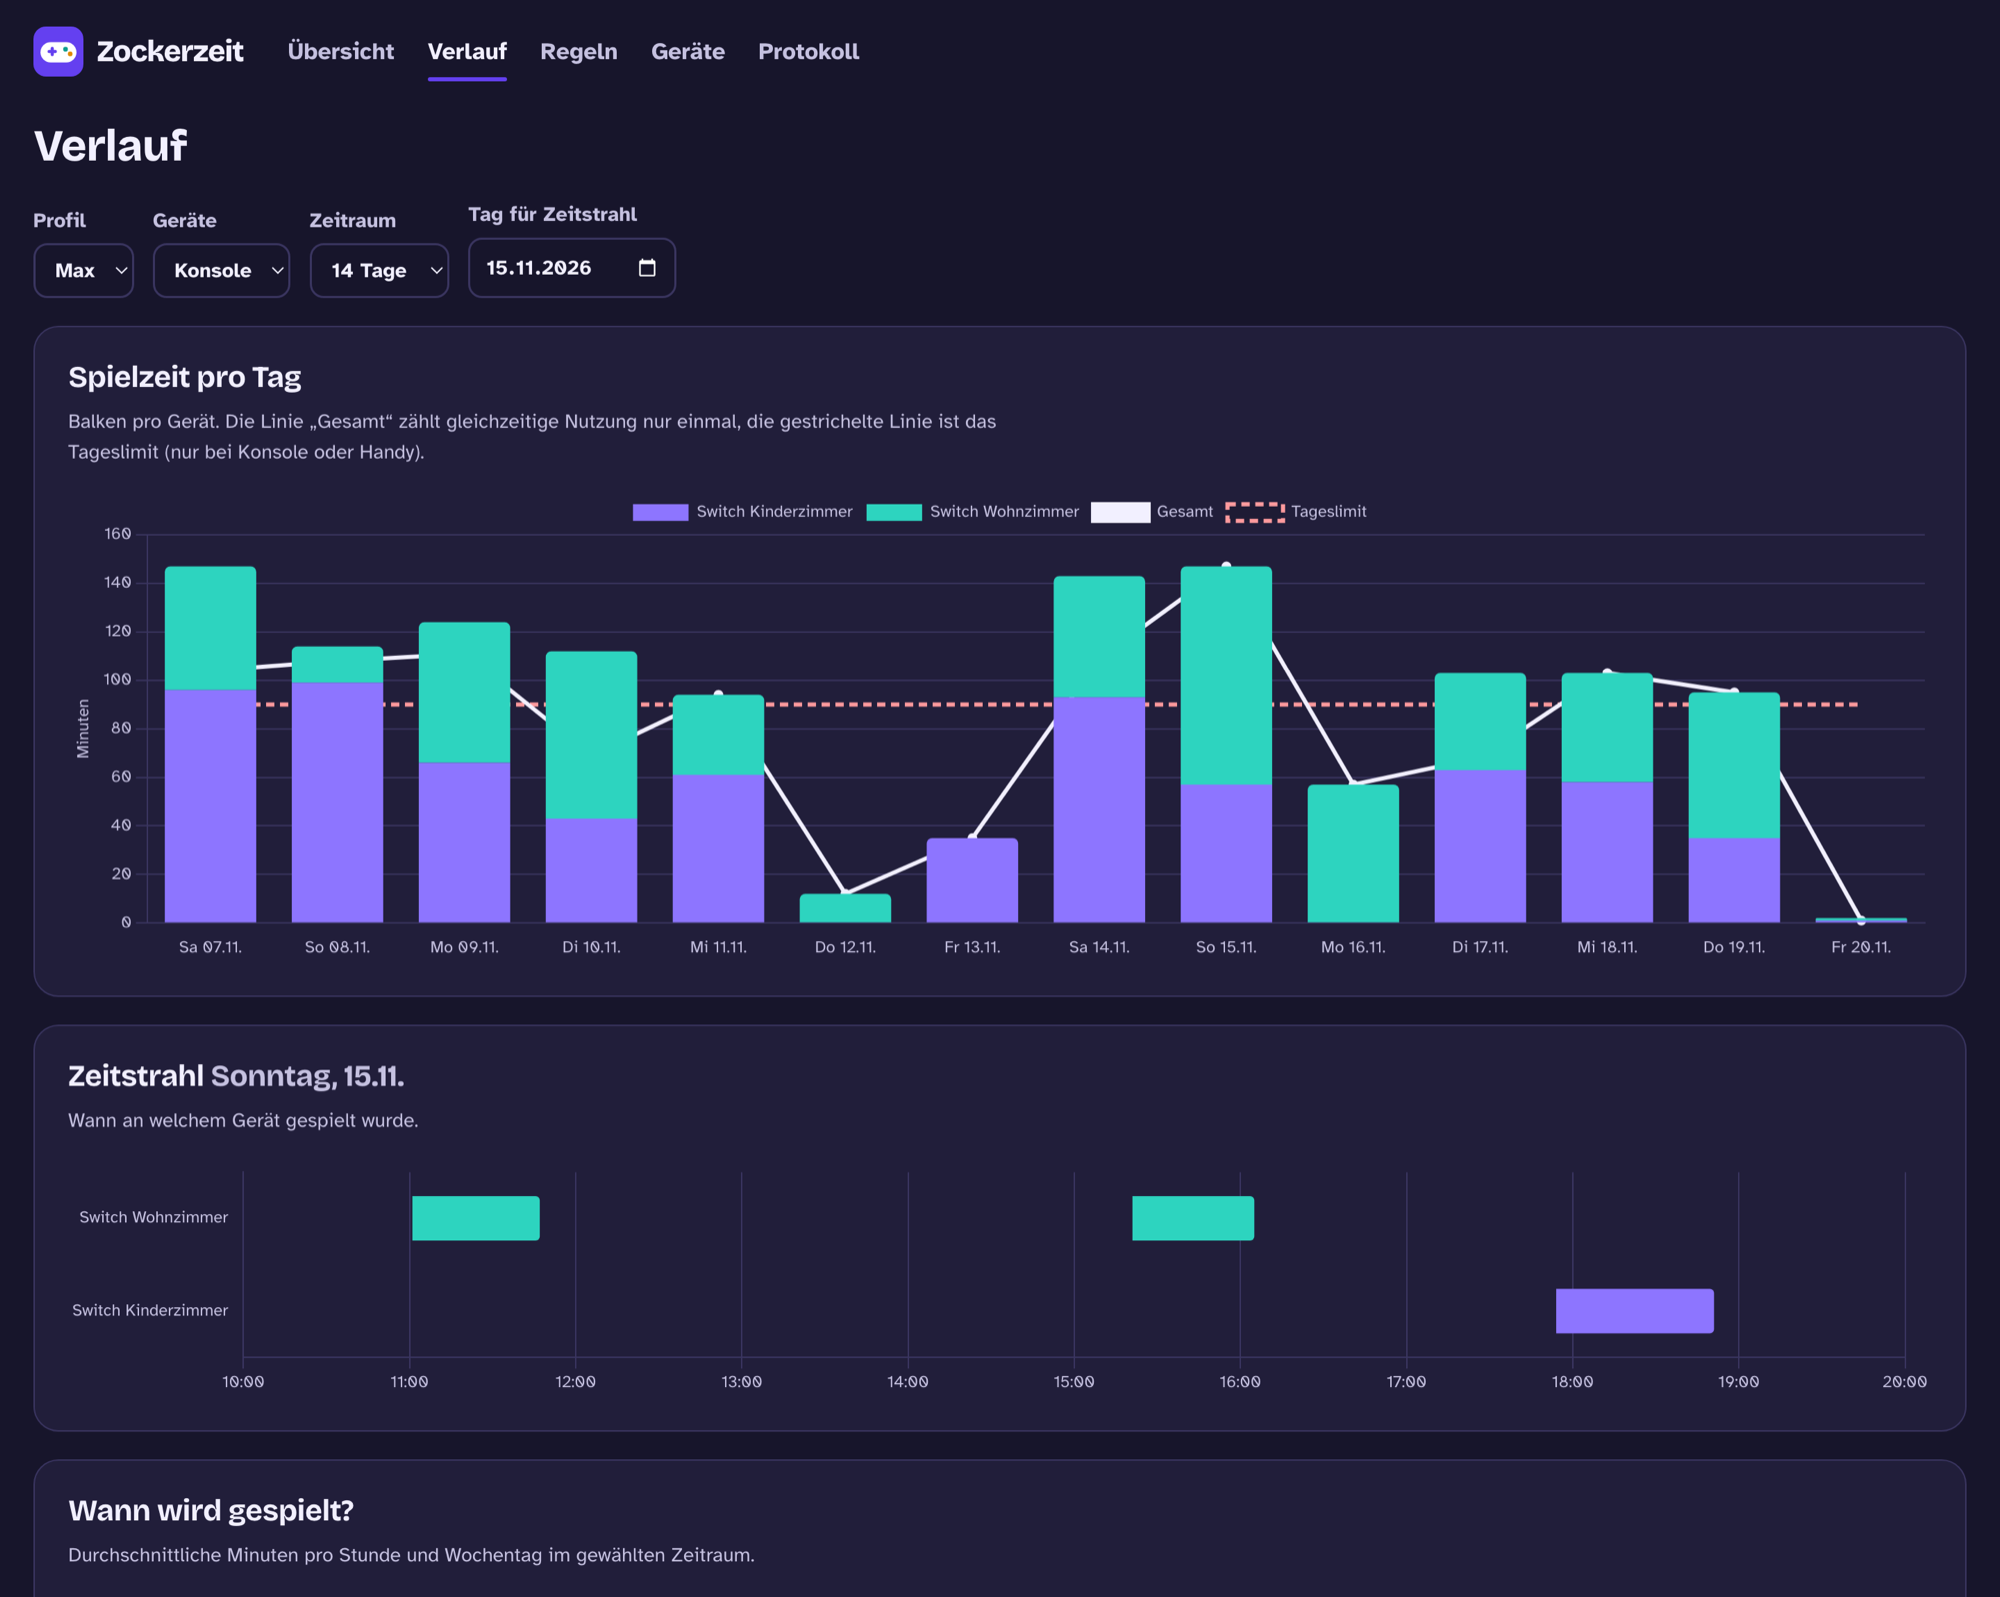 Zockerzeit
Übersicht
Verlauf
Regeln
Geräte
Protokoll
Verlauf
Profil
Geräte
Zeitraum
Tag für Zeitstrahl
Max
Konsole
14 Tage
15.11.2026
Spielzeit pro Tag
Balken pro Gerät. Die Linie „Gesamt“ zählt gleichzeitige Nutzung nur einmal, die gestrichelte Linie ist das
Tageslimit (nur bei Konsole oder Handy).
Switch Kinderzimmer
Switch Wohnzimmer
Gesamt
Tageslimit
Minuten
160
140
120
100
80
60
40
20
0
Sa 07.11.
So 08.11.
Mo 09.11.
Di 10.11.
Mi 11.11.
Do 12.11.
Fr 13.11.
Sa 14.11.
So 15.11.
Mo 16.11.
Di 17.11.
Mi 18.11.
Do 19.11.
Fr 20.11.
Zeitstrahl Sonntag, 15.11.
Wann an welchem Gerät gespielt wurde.
Switch Wohnzimmer
Switch Kinderzimmer
10:00
11:00
12:00
13:00
14:00
15:00
16:00
17:00
18:00
19:00
20:00
Wann wird gespielt?
Durchschnittliche Minuten pro Stunde und Wochentag im gewählten Zeitraum.